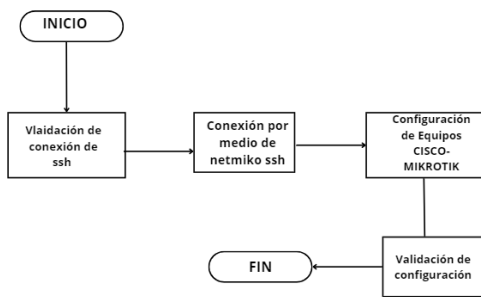 INICIO
Vlaidación de
conexión de
ssh
Conexión por
medio de
netmiko ssh
Configuración
de Equipos
CISCO-
MIKROTIK
Validación de
configuración
FIN